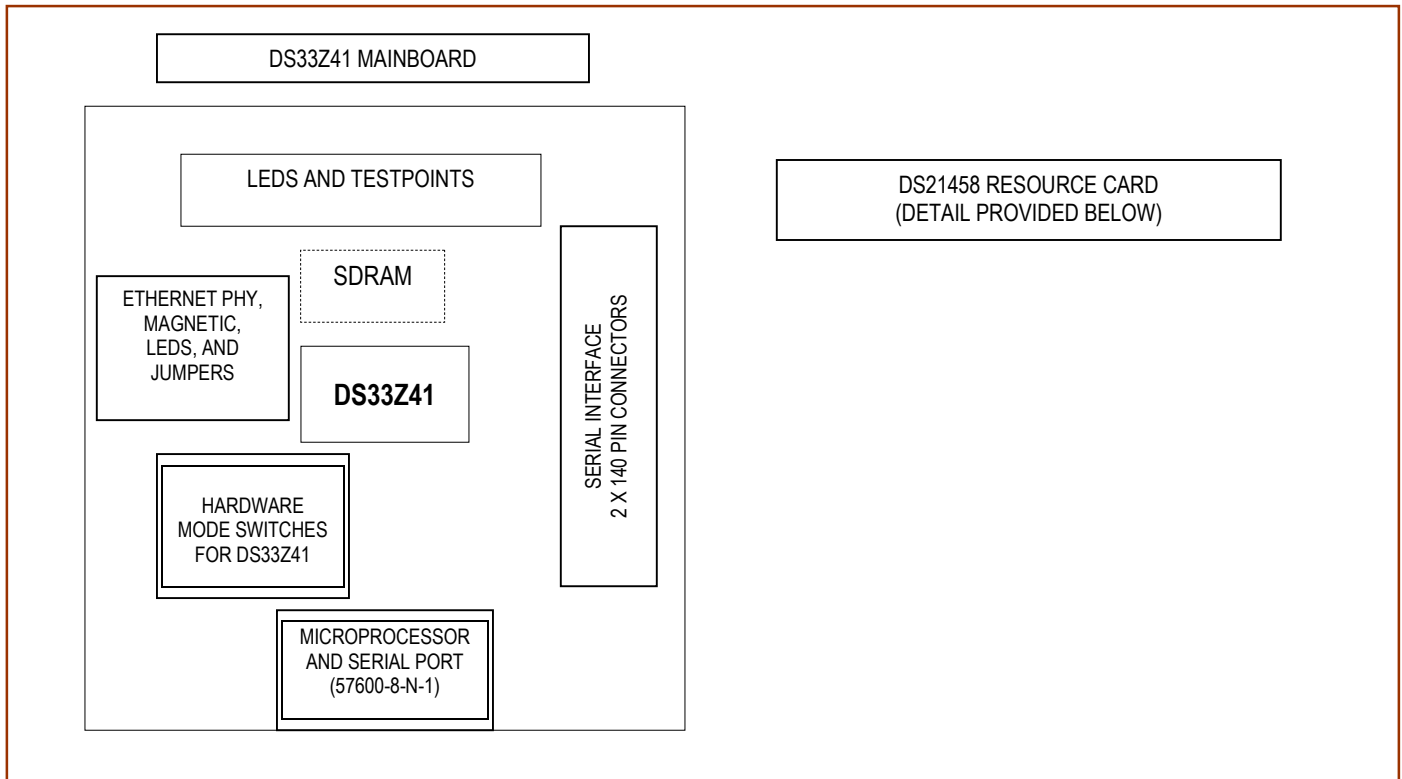 DS33Z41 MAINBOARD
LEDS AND TESTPOINTS
DS21458 RESOURCE CARD
(DETAIL PROVIDED BELOW)
SDRAM
ETHERNET PHY,
MAGNETIC,
LEDS, AND
JUMPERS
DS33Z41
SERIAL INTERFACE
2 X 140 PIN CONNECTORS
HARDWARE
MODE SWITCHES
FOR DS33Z41
MICROPROCESSOR
AND SERIAL PORT
(57600-8-N-1)